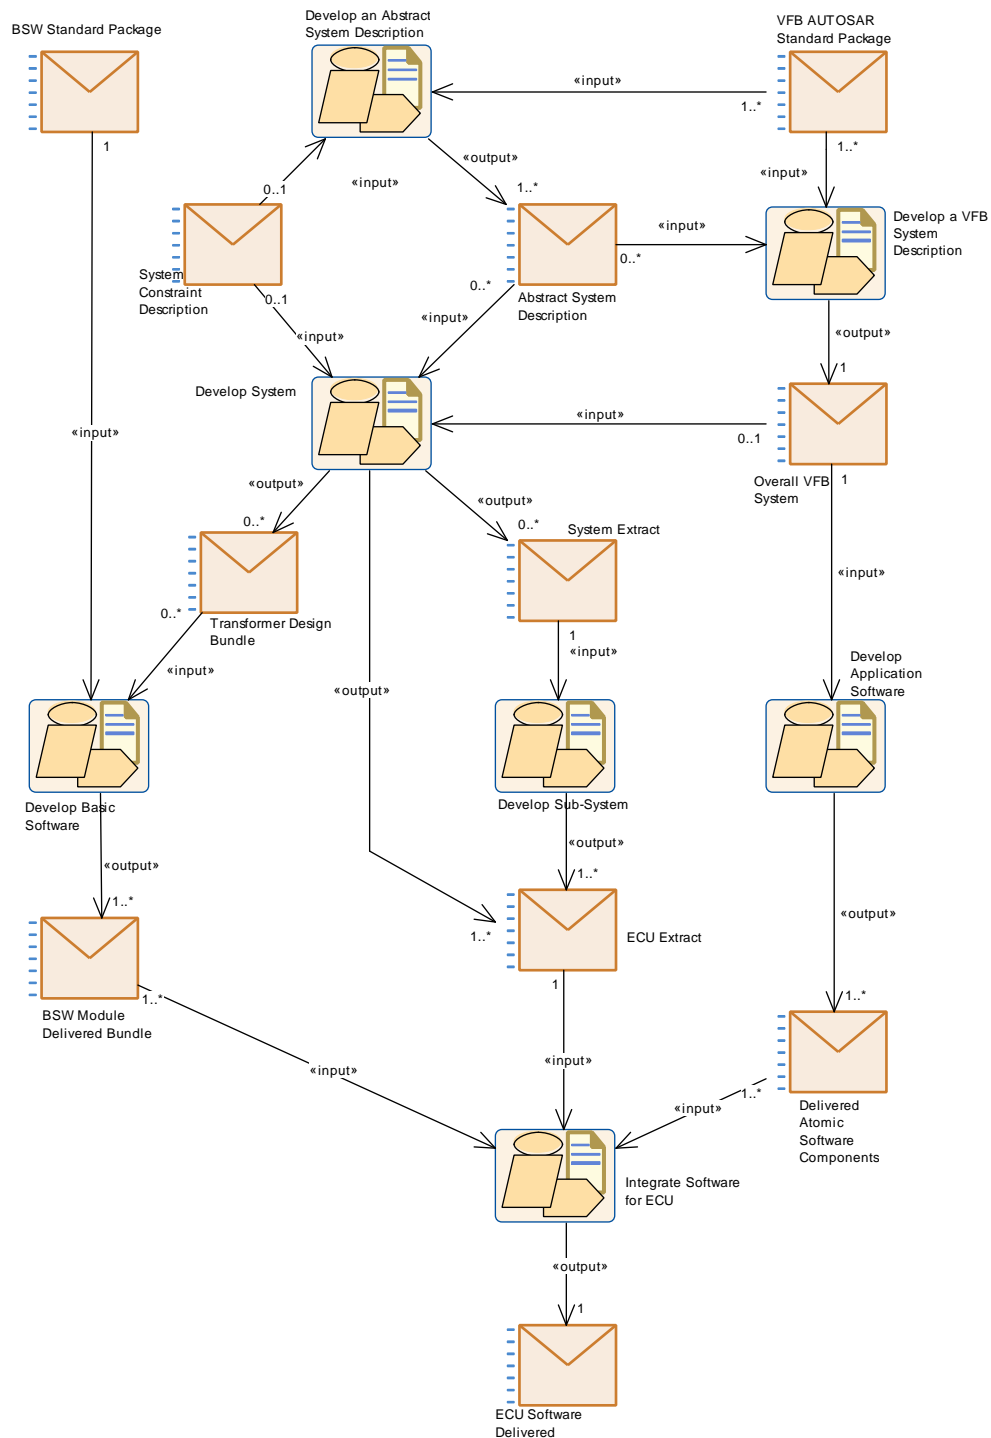 Develop an Abstract
System Description
VFB AUTOSAR
Standard Package
BSW Standard Package
«input»
1..*
1
1..*
«output»
«input»
«input»
0..1
1..*
Develop a VFB
System
Description
«input»
0..*
System
Constraint
Description
0..1
0..*
Abstract System
Description
«input»
«input»
«output»
1
Develop System
«input»
0..1
«input»
Overall VFB
System
1
«output»
«output»
0..*
0..*
System Extract
«input»
0..*
Transformer Design
Bundle
1
«input»
«input»
Develop
Application
Software
«output»
Develop Basic
Software
Develop Sub-System
«output»
«output»
1..*
1..*
«output»
1..*
ECU Extract
1
1..*
1..*
BSW Module
Delivered Bundle
«input»
«input»
1..*
«input»
Delivered
Atomic
Software
Components
Integrate Software
for ECU
«output»
1
ECU Software
Delivered